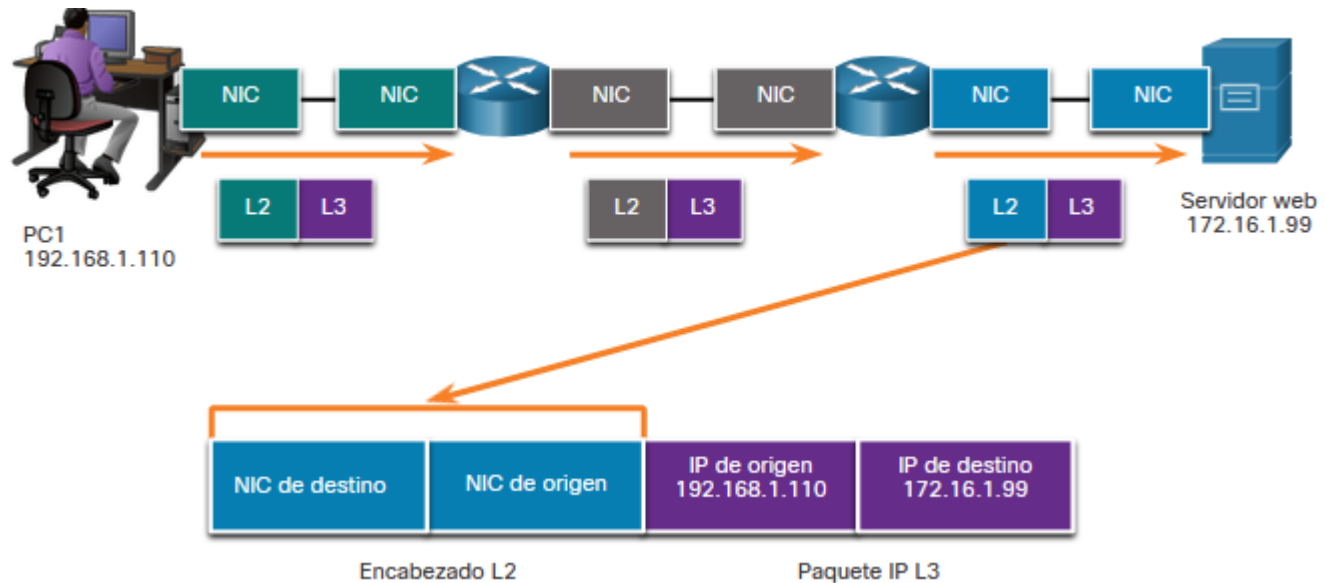 NIC
NIC
NIC
NIC
NIC
NIC
L2
L3
L2
L3
L2
L3
PC1
192.168.1.110
Servidor web
172.16.1.99
NIC de destino
NIC de origen
IP de origen
192.168.1.110
IP de destino
172.16.1.99
Encabezado L2
Paquete IP L3